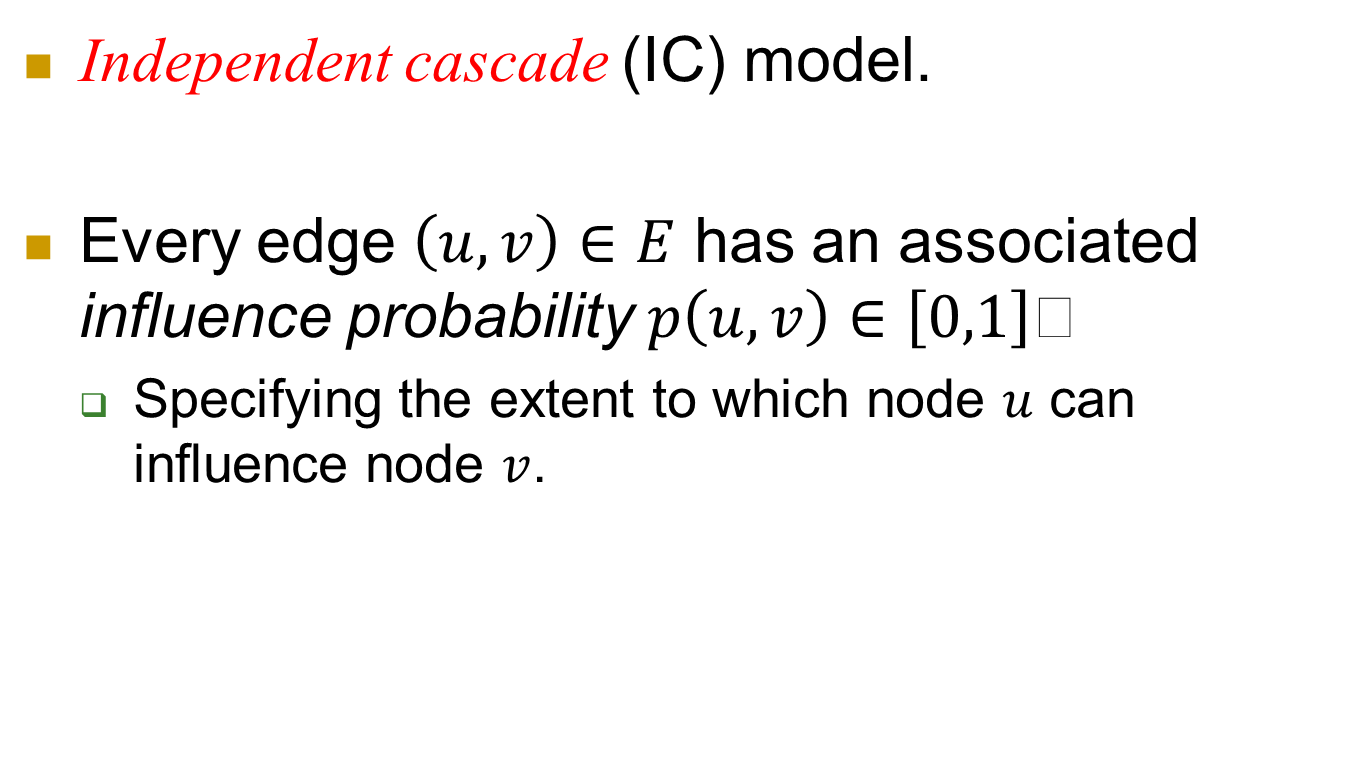 Independent cascade (IC) model.
Every edge (𝑢, 𝑣) ∈ 𝐸 has an associated
influence probability 𝑝(𝑢, 𝑣) ∈ [0,1]□
Specifying the extent to which node 𝑢 can
influence node 𝑣.